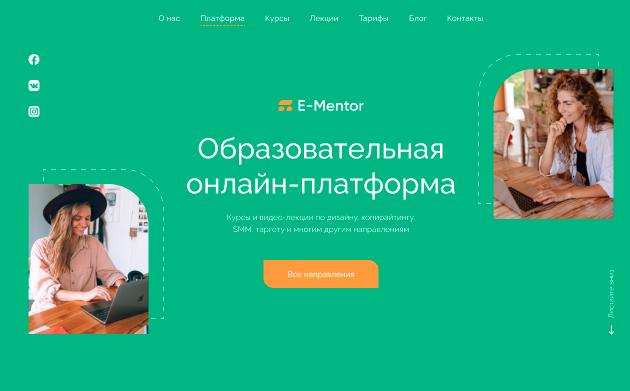 О нас
Платформа
Курсы
Лекции
Тарифы
Блог
Контакты
E-Mentor
Образовательная
онлайн-платформа
Курсы и видео-лекции по дизайну, копирайтингу,
SMM, таргету и многим другим направлениям
Все направления
Листайте вниз